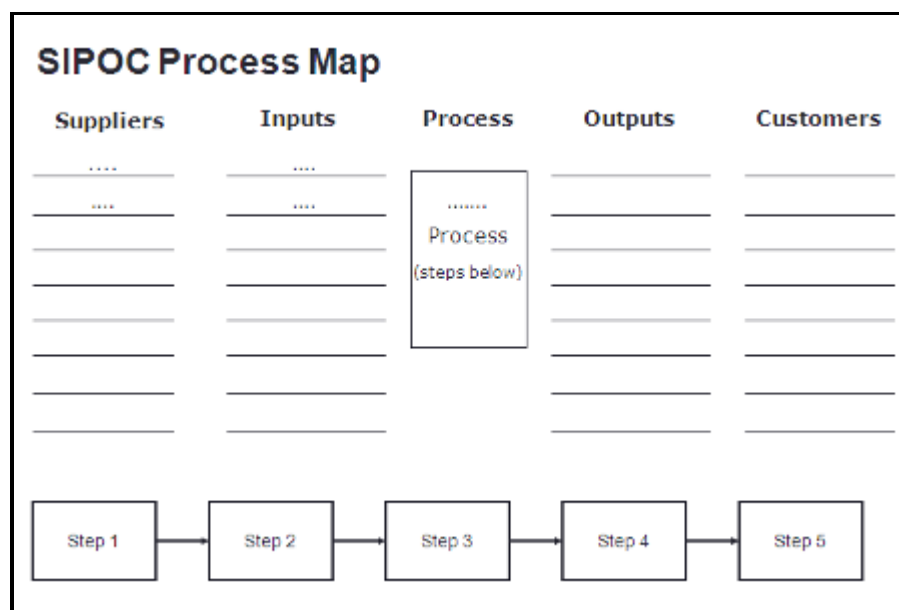 SIPOC Process Map
Suppliers Inputs Process Outputs Customers
.... ....
.... .... .......
Process
(steps below)
Step 1 Step 2 Step 3 Step 4 Step 5